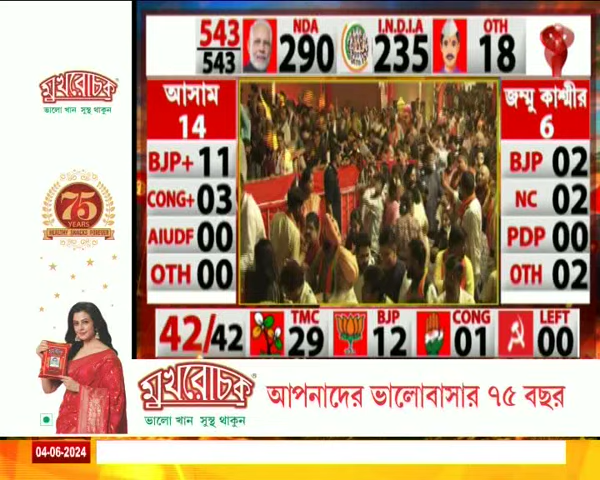 543
543
NDA
290
I.N.D.I.A
235
OTH
18
মুখরোচক
ভালো খান সুস্থ থাকুন
আসাম
14
BJP+ 11
CONG+ 03
AIUDF 00
OTH 00
জম্মু কাশ্মীর
6
BJP 02
NC 02
PDP 00
OTH 02
75
YEARS
HEALTHY SNACKS FOREVER
42/42
TMC
29
BJP
12
CONG
01
LEFT
00
মুখরোচক
ভালো খান সুস্থ থাকুন
আপনাদের ভালোবাসার ৭৫ বছর
04-06-2024